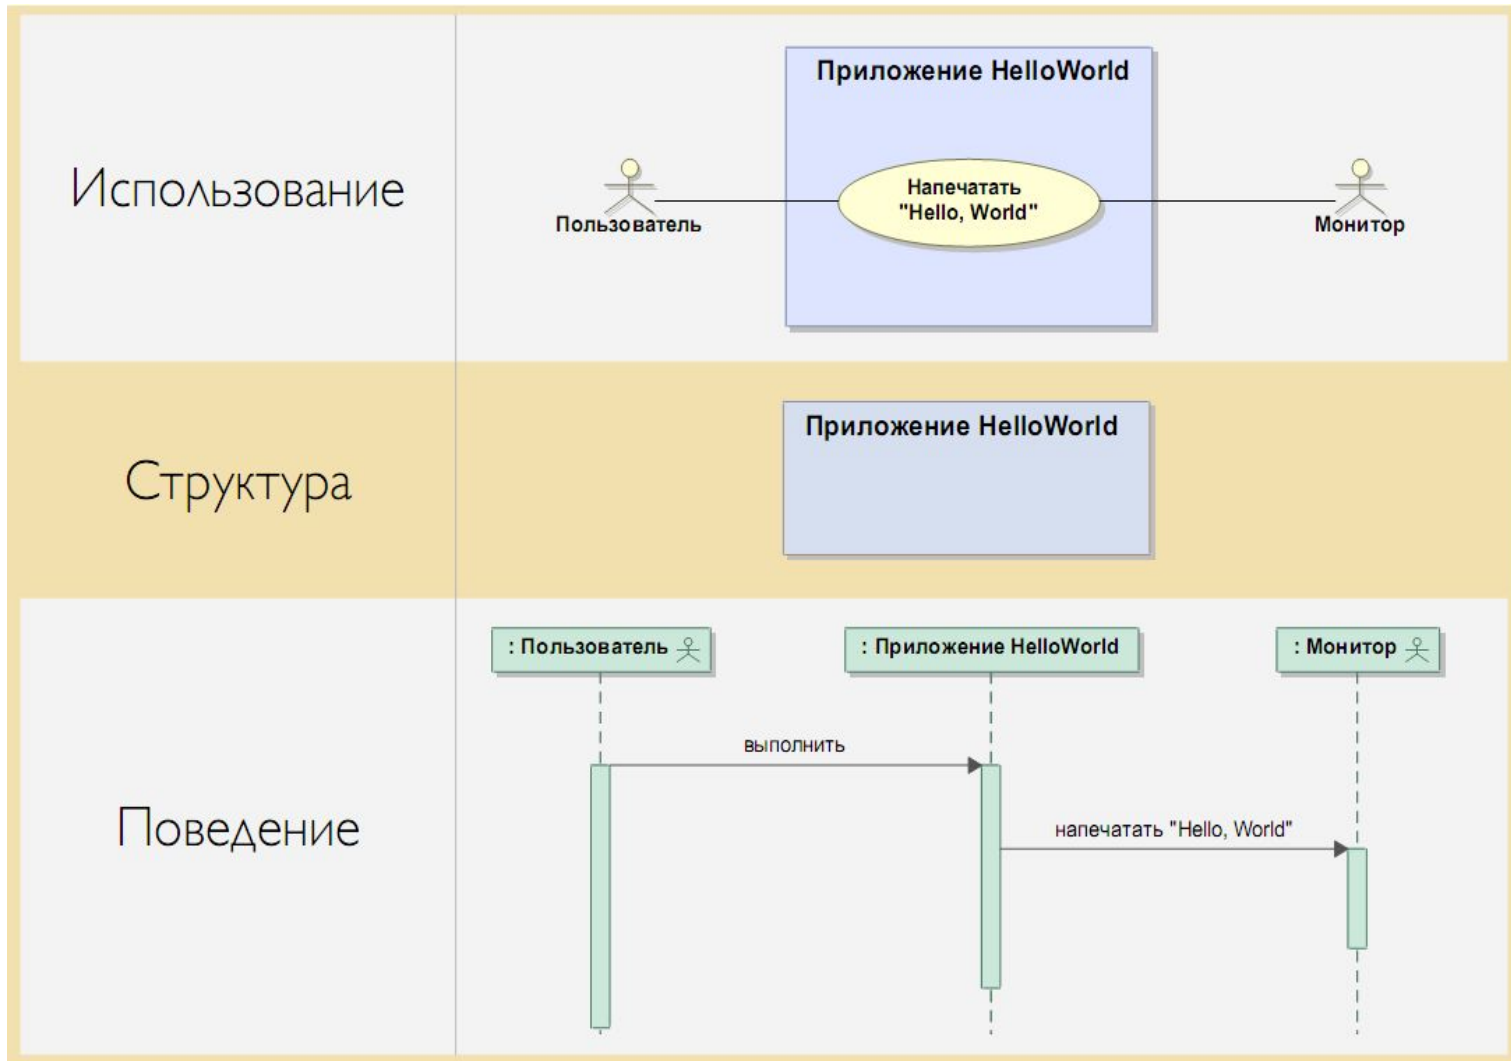 Использование
Приложение HelloWorld
Напечатать
"Hello, World"
Пользователь
Монитор
Структура
Приложение HelloWorld
Поведение
: Пользователь
: Приложение HelloWorld
: Монитор
выполнить
напечатать "Hello, World"